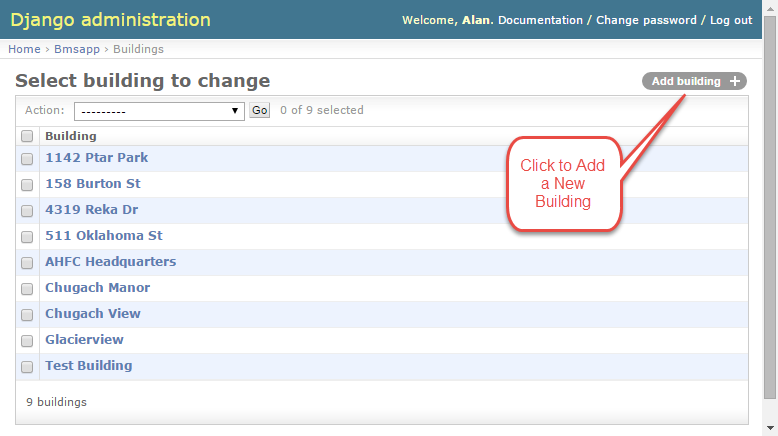 Django administration
Welcome, Alan. Documentation / Change password / Log out
Home › Bmsapp › Buildings
Select building to change
Add building +
Action: --------- Go 0 of 9 selected
Building
1142 Ptar Park
158 Burton St
4319 Reka Dr
511 Oklahoma St
AHFC Headquarters
Chugach Manor
Chugach View
Glacierview
Test Building
9 buildings
Click to Add
a New
Building